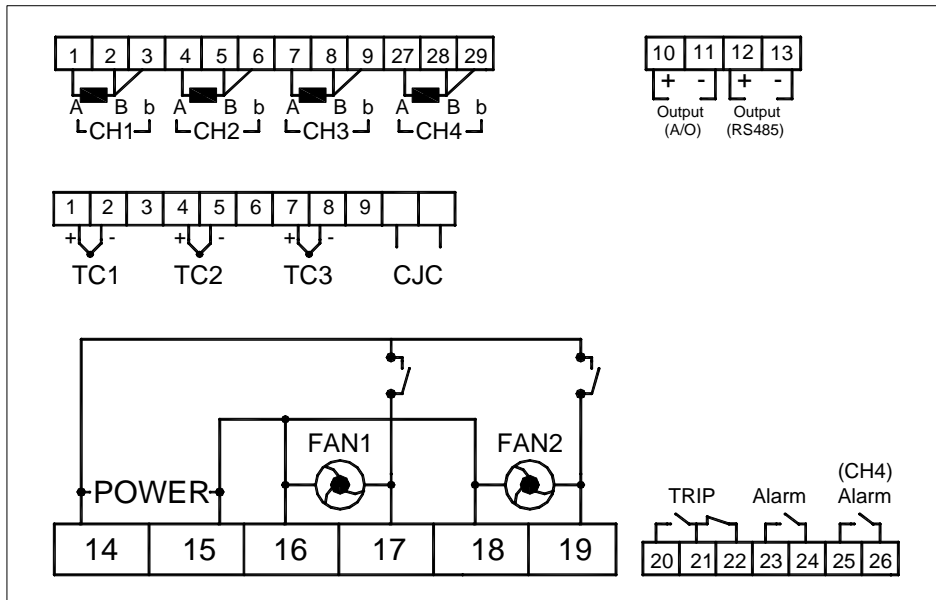 1 2 3 4 5 6 7 8 9 27 28 29
A B b A B b A B b A B b
CH1 CH2 CH3 CH4
10 11 12 13
+ - + -
Output Output
(A/O) (RS485)
1 2 3 4 5 6 7 8 9
+ - + - + -
TC1 TC2 TC3 CJC
FAN1 FAN2
POWER
14 15 16 17 18 19
(CH4)
TRIP Alarm Alarm
20 21 22 23 24 25 26